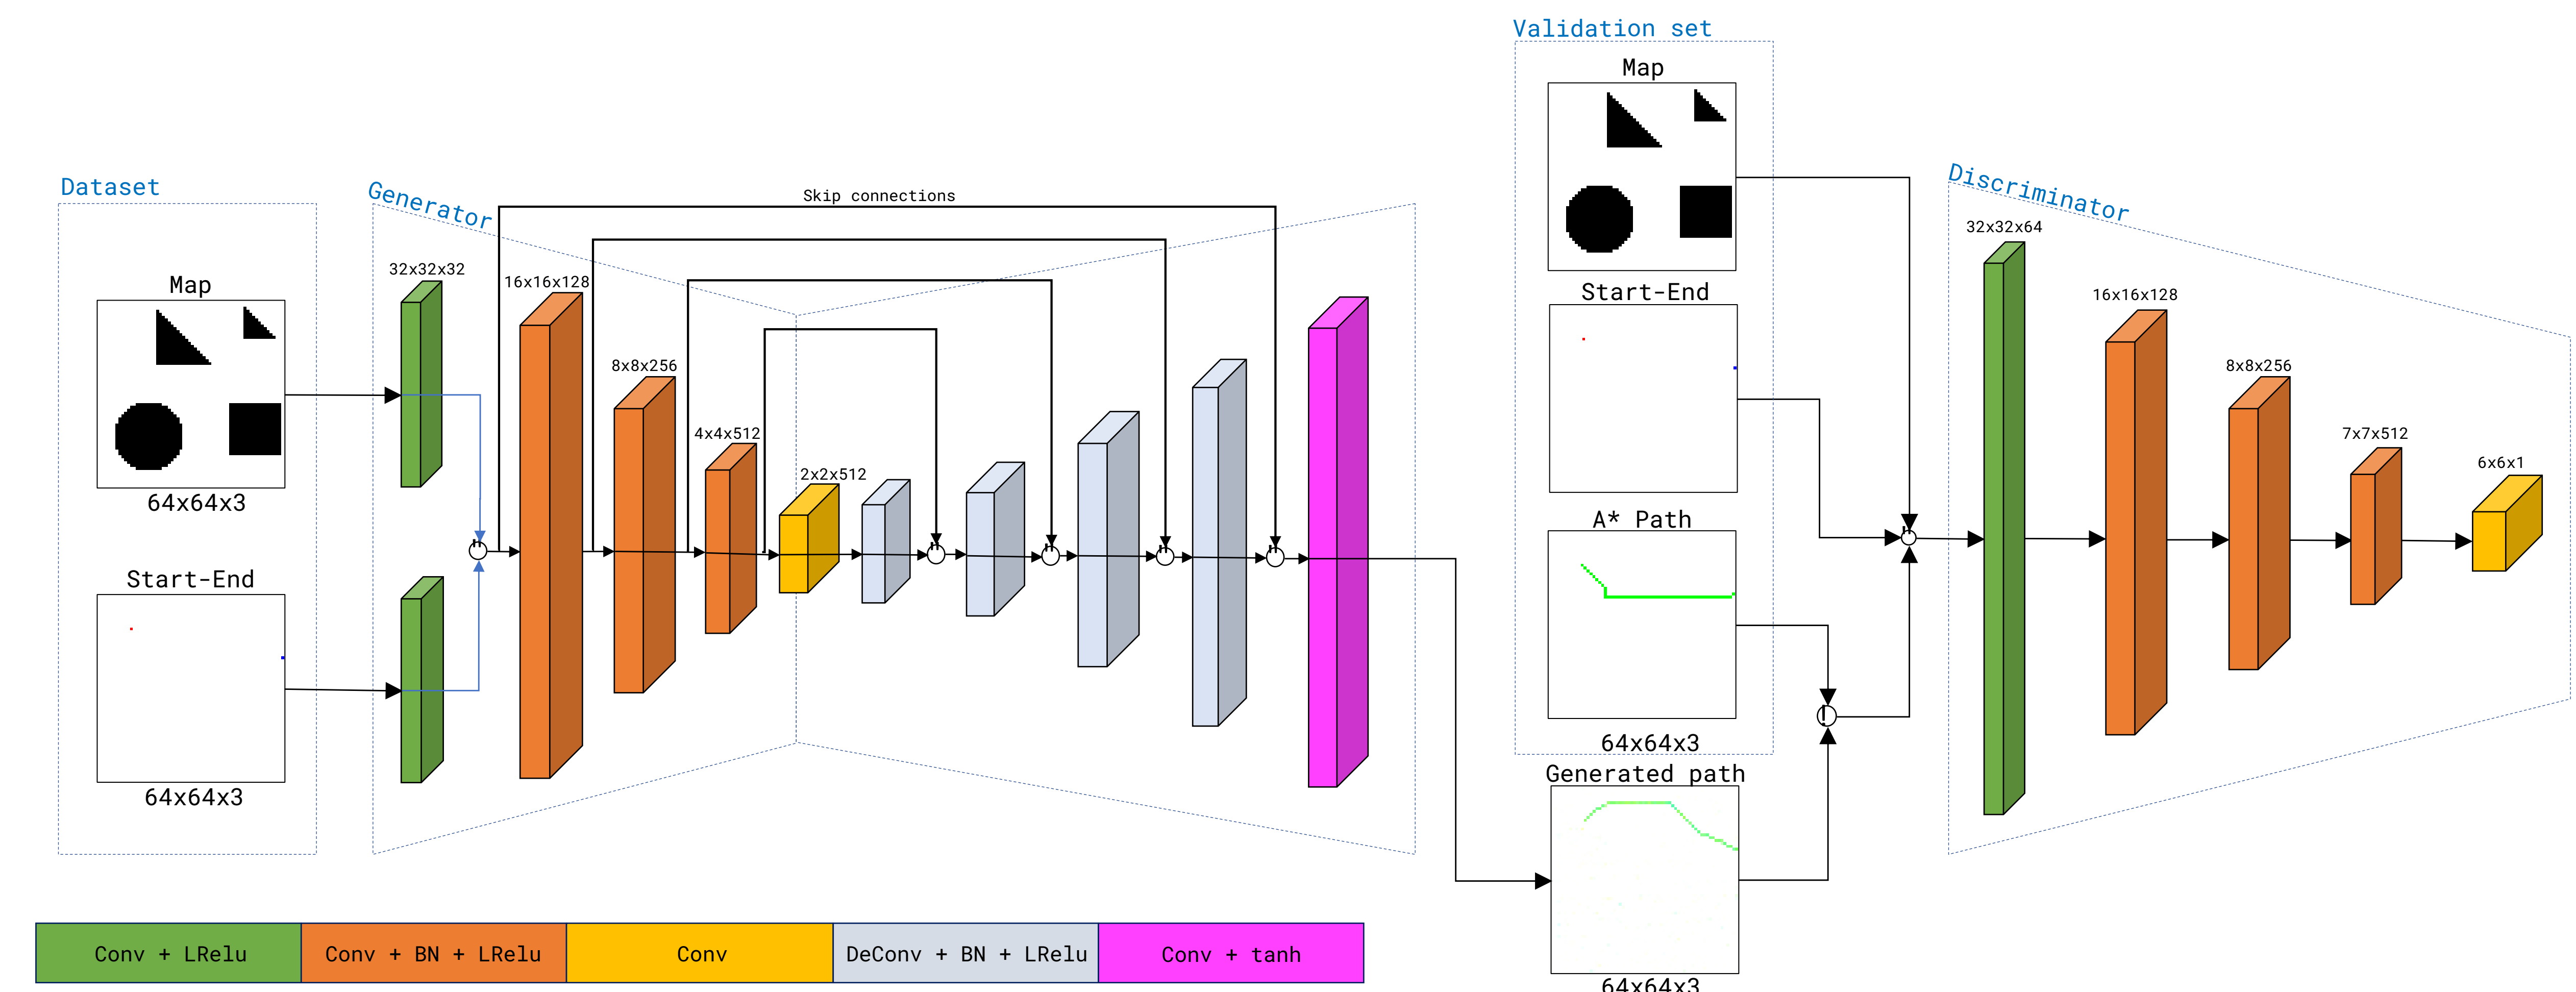 Dataset
Map
64x64x3
Start-End
64x64x3
Generator
Skip connections
32x32x32
16x16x128
8x8x256
4x4x512
2x2x512
Validation set
Map
Start-End
A* Path
64x64x3
Generated path
64x64x3
Discriminator
32x32x64
16x16x128
8x8x256
7x7x512
6x6x1
Conv + LRelu
Conv + BN + LRelu
Conv
DeConv + BN + LRelu
Conv + tanh